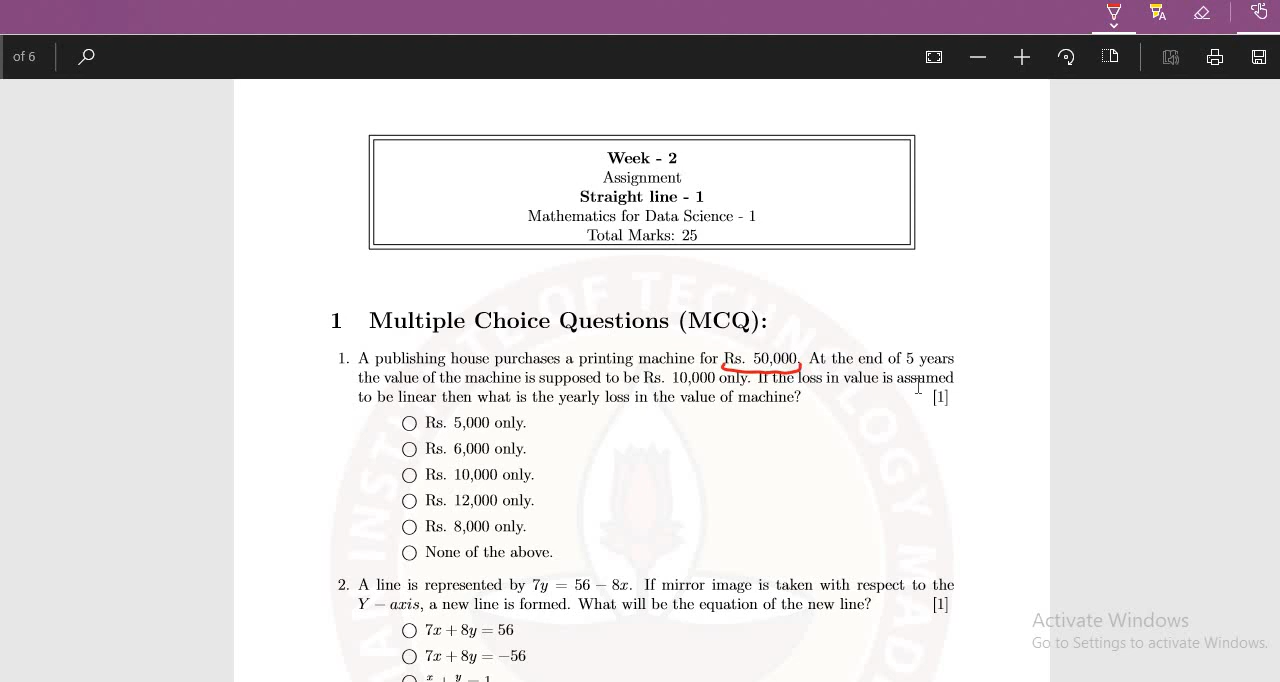 of 6
Week - 2
Assignment
Straight line - 1
Mathematics for Data Science - 1
Total Marks: 25
1 Multiple Choice Questions (MCQ):
1. A publishing house purchases a printing machine for Rs. 50,000. At the end of 5 years
the value of the machine is supposed to be Rs. 10,000 only. If the loss in value is assumed
to be linear then what is the yearly loss in the value of machine? [1]
Rs. 5,000 only.
Rs. 6,000 only.
Rs. 10,000 only.
Rs. 12,000 only.
Rs. 8,000 only.
None of the above.
2. A line is represented by 7y = 56 − 8x. If mirror image is taken with respect to the
Y − axis, a new line is formed. What will be the equation of the new line? [1]
7x + 8y = 56
7x + 8y = −56
Activate Windows
Go to Settings to activate Windows.